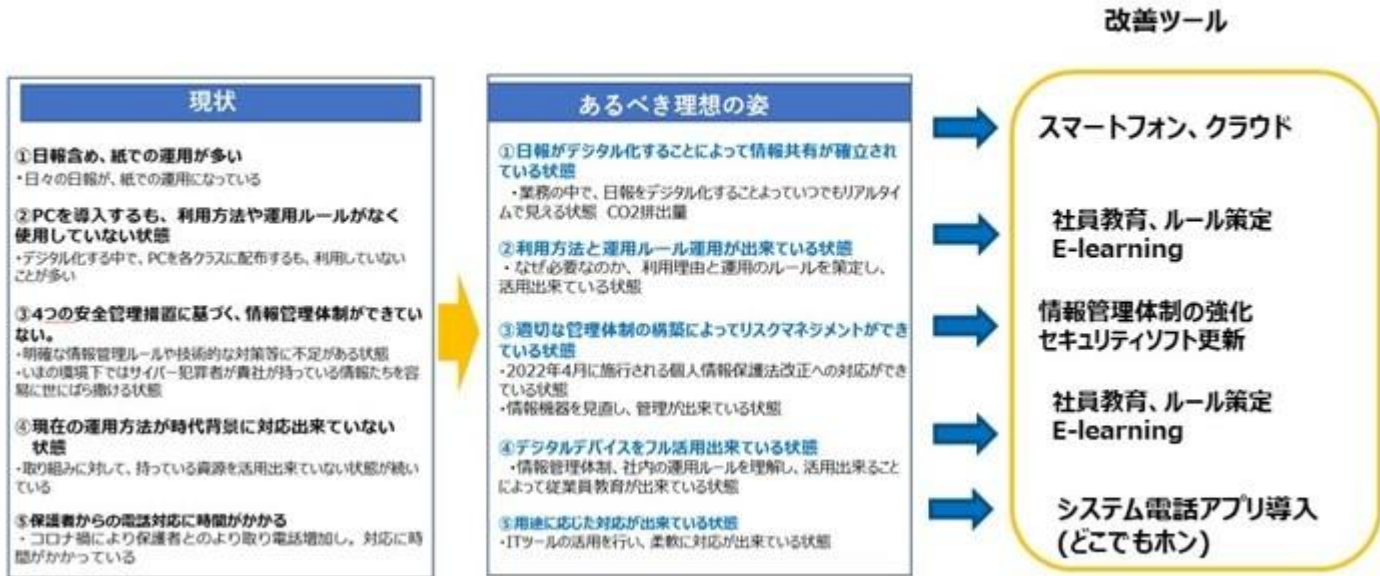 改善ツール
現状
①日報含め、紙での運用が多い
・日々の日報が、紙での運用になっている
②PCを導入するも、利用方法や運用ルールがなく
使用していない状態
・デジタル化する中で、PCを各クラスに配布するも、利用していない
ことが多い
③4つの安全管理措置に基づく、情報管理体制ができてい
ない。
・明確な情報管理ルールや技術的な対策等に不足がある状態
・いまの環境下ではサイバー犯罪者が貴社が持っている情報たちを容
易に世にばら撒ける状態
④現在の運用方法が時代背景に対応出来ていない
状態
・取り組みに対して、持っている資源を活用出来ていない状態が続い
ている
⑤保護者からの電話対応に時間がかかる
・コロナ禍により保護者とのより取り電話増加し。対応に時
間がかかっている
あるべき理想の姿
①日報がデジタル化することによって情報共有が確立され
ている状態
・業務の中で、日報をデジタル化することよっていつでもリアルタイ
ムで見える状態 CO2排出量
②利用方法と運用ルール運用が出来ている状態
・なぜ必要なのか、利用理由と運用のルールを策定し、
活用出来ている状態
③適切な管理体制の構築によってリスクマネジメントができ
ている状態
・2022年4月に施行される個人情報保護法改正への対応ができ
ている状態
・情報機器を見直し、管理が出来ている状態
④デジタルデバイスをフル活用出来ている状態
・情報管理体制、社内の運用ルールを理解し、活用出来ること
によって従業員教育が出来ている状態
⑤用途に応じた対応が出来ている状態
・ITツールの活用を行い、柔軟に対応が出来ている状態
スマートフォン、クラウド
社員教育、ルール策定
E-learning
情報管理体制の強化
セキュリティソフト更新
社員教育、ルール策定
E-learning
システム電話アプリ導入
(どこでもホン)